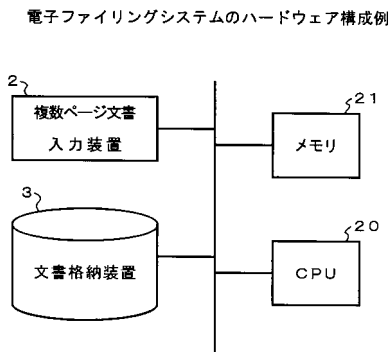 電子ファイリングシステムのハードウェア構成例
2
複数ページ文書
入力装置
21
メモリ
3
文書格納装置
20
CPU